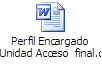 Perfil Encargado
Unidad Acceso final.c